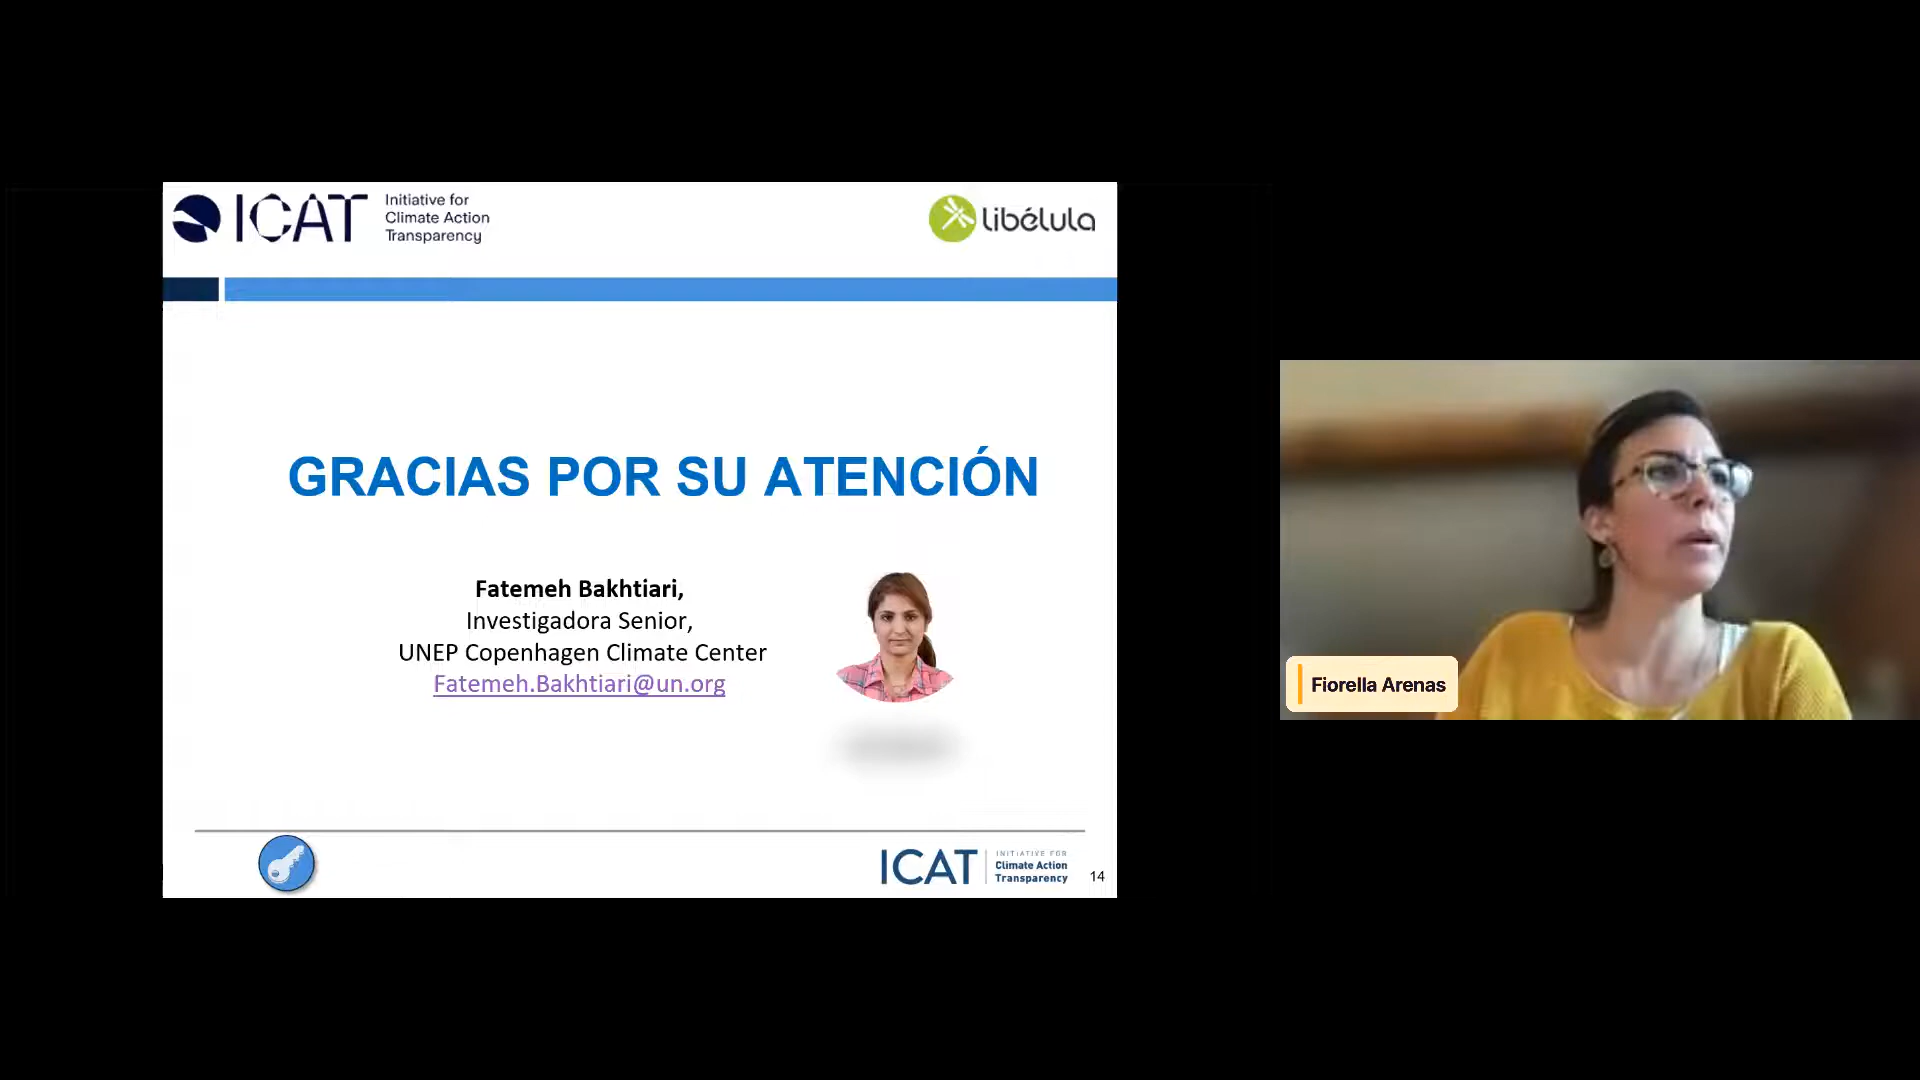 ICAT
Initiative for
Climate Action
Transparency
libélula
GRACIAS POR SU ATENCIÓN
Fatemeh Bakhtiari,
Investigadora Senior,
UNEP Copenhagen Climate Center
Fatemeh.Bakhtiari@un.org
Fiorella Arenas
ICAT
INITIATIVE FOR
Climate Action
Transparency
14